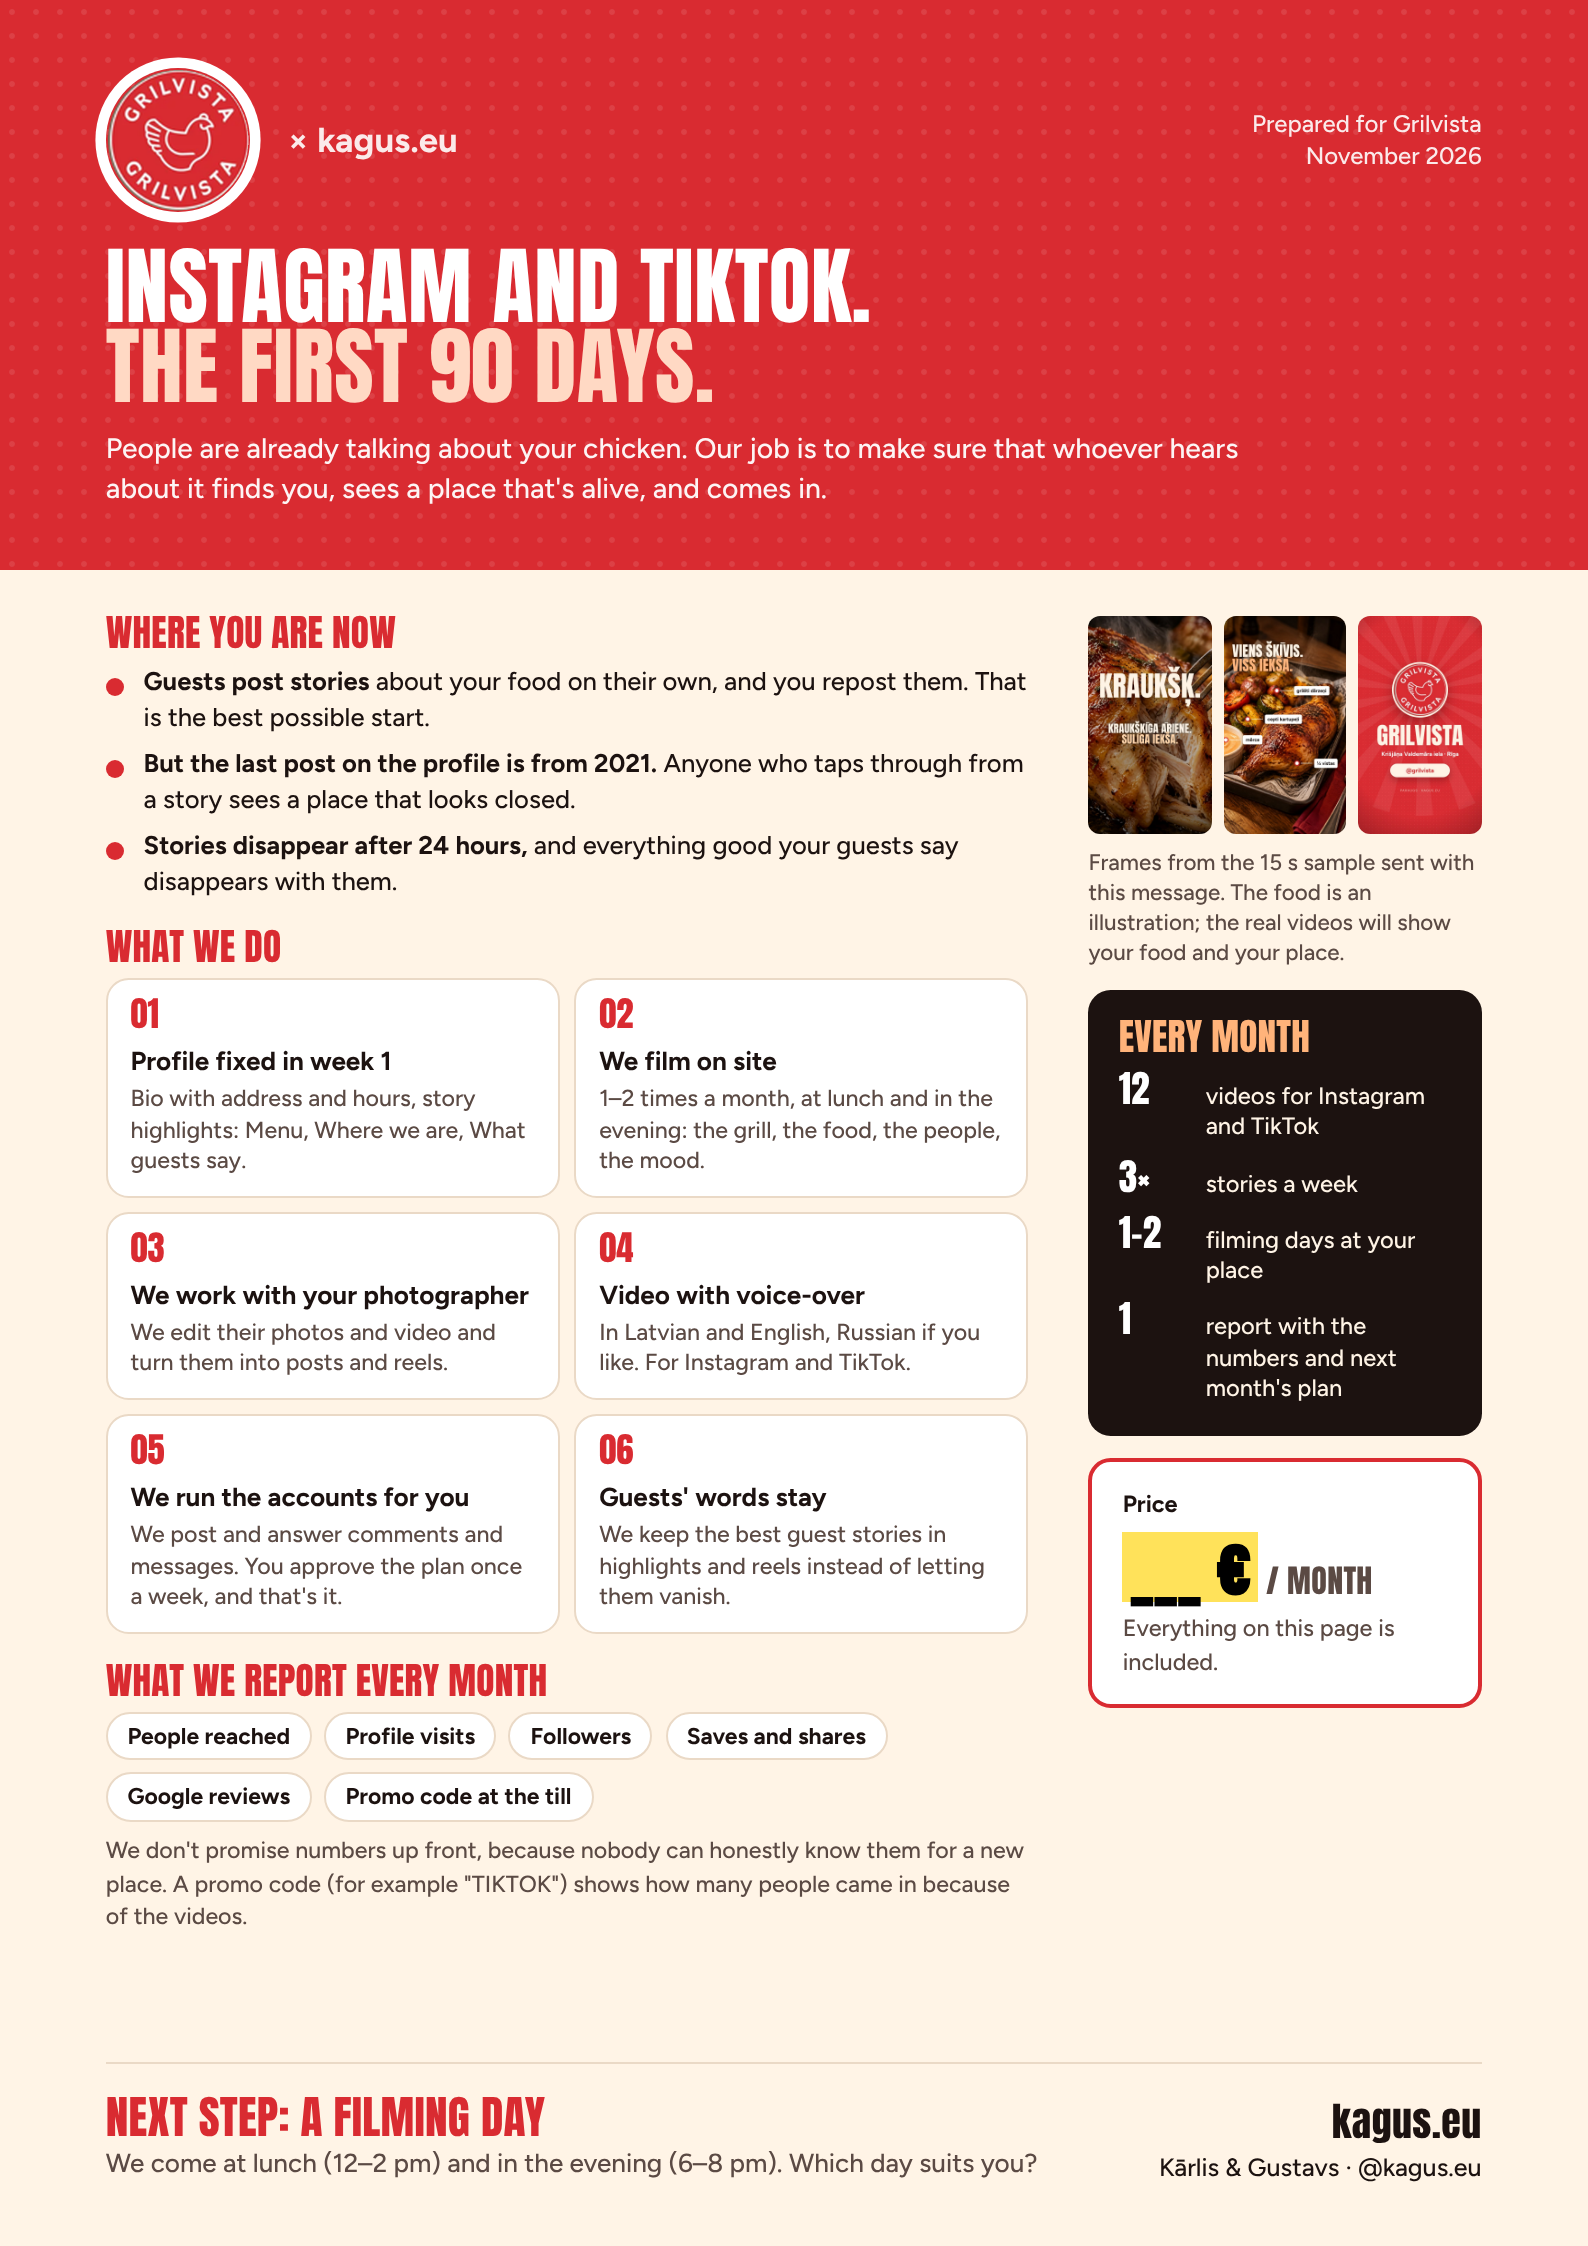 GRILVISTA
GRILVISTA
× kagus.eu
Prepared for Grilvista
November 2026
INSTAGRAM AND TIKTOK.
THE FIRST 90 DAYS.
People are already talking about your chicken. Our job is to make sure that whoever hears
about it finds you, sees a place that's alive, and comes in.
WHERE YOU ARE NOW
Guests post stories about your food on their own, and you repost them. That
is the best possible start.
But the last post on the profile is from 2021. Anyone who taps through from
a story sees a place that looks closed.
Stories disappear after 24 hours, and everything good your guests say
disappears with them.
WHAT WE DO
01
Profile fixed in week 1
Bio with address and hours, story
highlights: Menu, Where we are, What
guests say.
02
We film on site
1–2 times a month, at lunch and in the
evening: the grill, the food, the people,
the mood.
03
We work with your photographer
We edit their photos and video and
turn them into posts and reels.
04
Video with voice-over
In Latvian and English, Russian if you
like. For Instagram and TikTok.
05
We run the accounts for you
We post and answer comments and
messages. You approve the plan once
a week, and that's it.
06
Guests' words stay
We keep the best guest stories in
highlights and reels instead of letting
them vanish.
WHAT WE REPORT EVERY MONTH
People reached
Profile visits
Followers
Saves and shares
Google reviews
Promo code at the till
We don't promise numbers up front, because nobody can honestly know them for a new
place. A promo code (for example "TIKTOK") shows how many people came in because
of the videos.
KRAUKŠĶ.
KRAUKŠĶĪGA ĀRIENE.
SULĪGA IEKŠA.
VIENS ŠĶĪVIS.
VISS IEKŠĀ.
grilēti dārzeņi
cepti kartupeļi
mērce
½ vistas
GRILVISTA
GRILVISTA
GRILVISTA
Krišjāņa Valdemāra iela · Rīga
@grilvista
Frames from the 15 s sample sent with
this message. The food is an
illustration; the real videos will show
your food and your place.
EVERY MONTH
12
videos for Instagram
and TikTok
3×
stories a week
1-2
filming days at your
place
1
report with the
numbers and next
month's plan
Price
___ € / MONTH
Everything on this page is
included.
NEXT STEP: A FILMING DAY
We come at lunch (12–2 pm) and in the evening (6–8 pm). Which day suits you?
kagus.eu
Kārlis & Gustavs · @kagus.eu